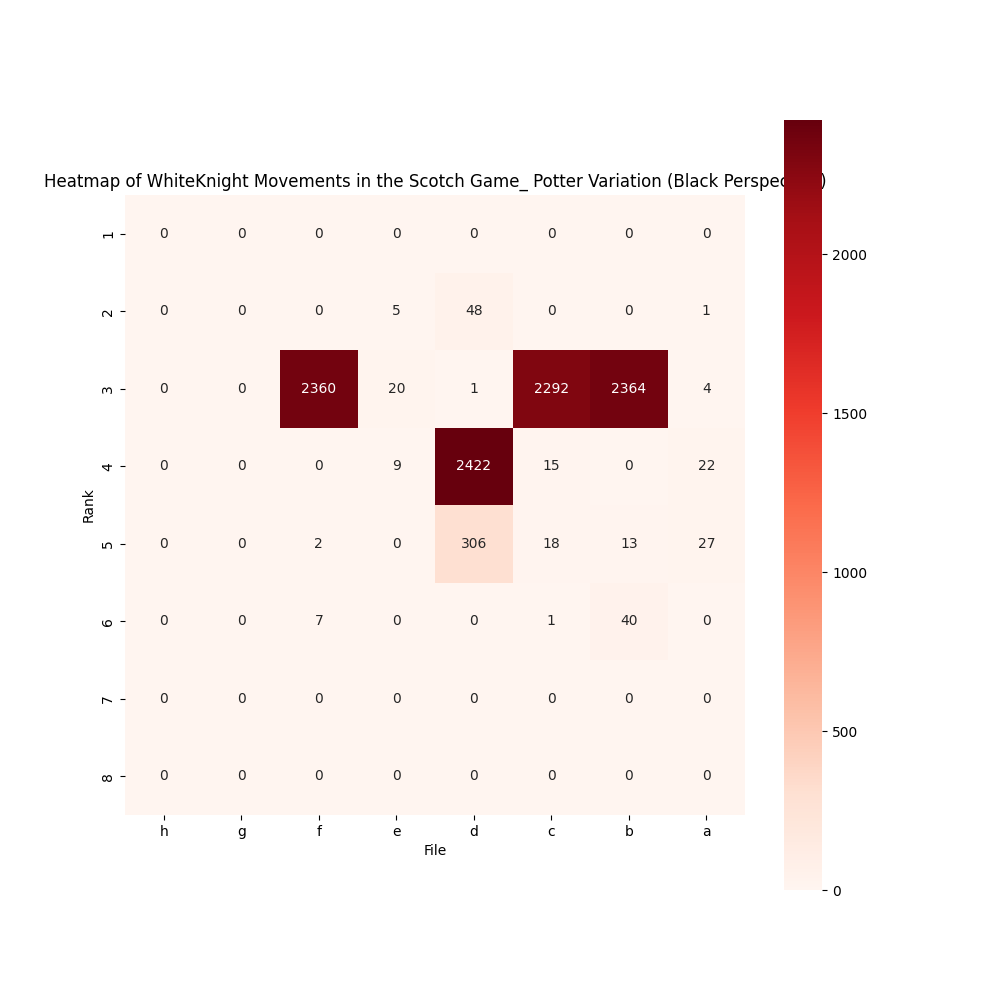 Heatmap of WhiteKnight Movements in the Scotch Game_ Potter Variation (Black Perspec )
1 0 0 0 0 0 0 0 0
2 0 0 0 5 48 0 0 1
3 0 0 2360 20 1 2292 2364 4
4 0 0 0 9 2422 15 0 22
5 0 0 2 0 306 18 13 27
6 0 0 7 0 0 1 40 0
7 0 0 0 0 0 0 0 0
8 0 0 0 0 0 0 0 0
h g f e d c b a
File
Rank
2000
1500
1000
500
0